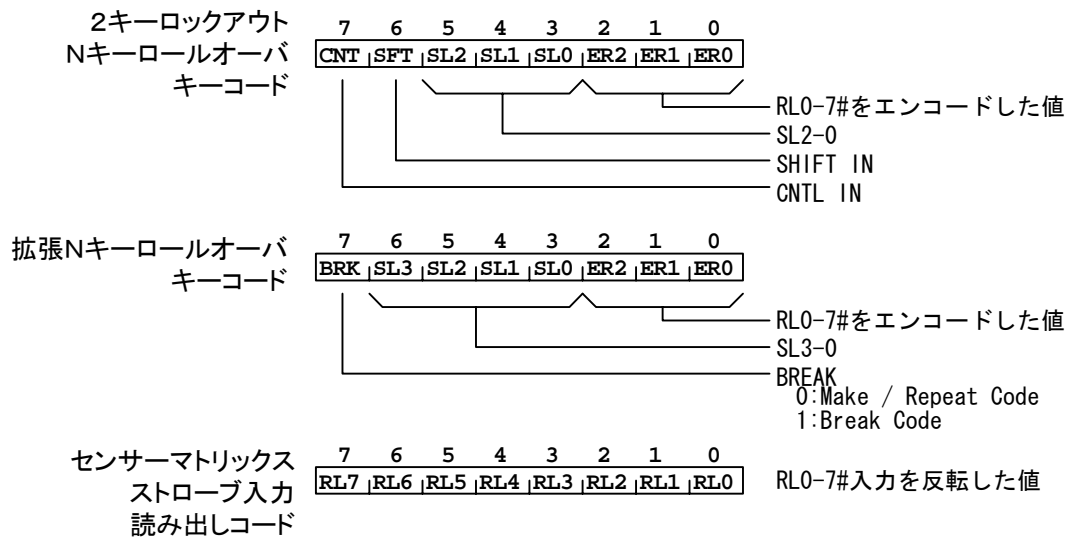 2キーロックアウト
Nキーロールオーバ
キーコード
7 6 5 4 3 2 1 0
CNT SFT SL2 SL1 SL0 ER2 ER1 ER0
RL0-7#をエンコードした値
SL2-0
SHIFT IN
CNTL IN
拡張Nキーロールオーバ
キーコード
7 6 5 4 3 2 1 0
BRK SL3 SL2 SL1 SL0 ER2 ER1 ER0
RL0-7#をエンコードした値
SL3-0
BREAK
0:Make / Repeat Code
1:Break Code
センサーマトリックス
ストローブ入力
読み出しコード
7 6 5 4 3 2 1 0
RL7 RL6 RL5 RL4 RL3 RL2 RL1 RL0
RL0-7#入力を反転した値